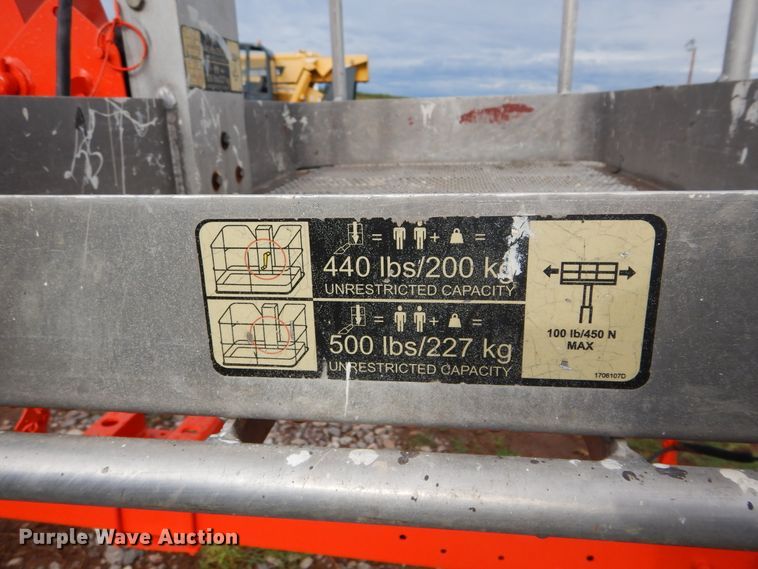 440 lbs/200 kg
UNRESTRICTED CAPACITY
500 lbs/227 kg
UNRESTRICTED CAPACITY
100 lb/450 N
MAX
1706107D
Purple Wave Auction